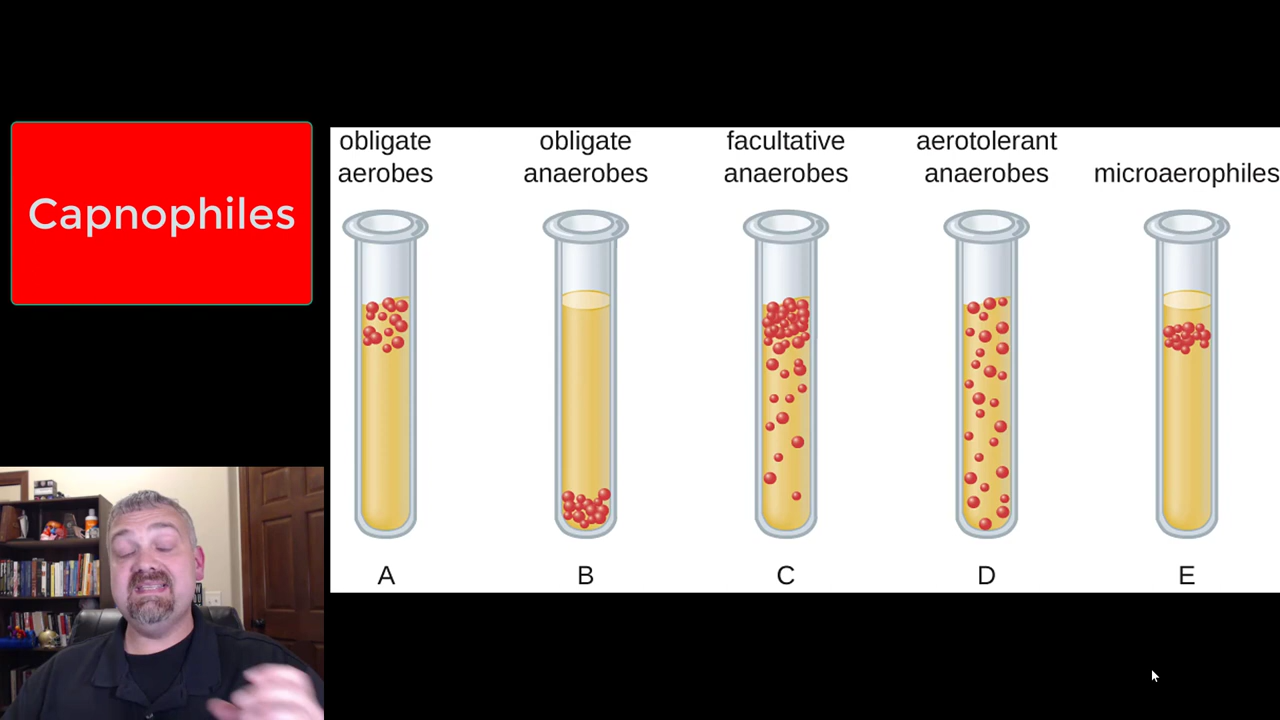 Capnophiles
obligate
aerobes
obligate
anaerobes
facultative
anaerobes
aerotolerant
anaerobes
microaerophiles
A
B
C
D
E